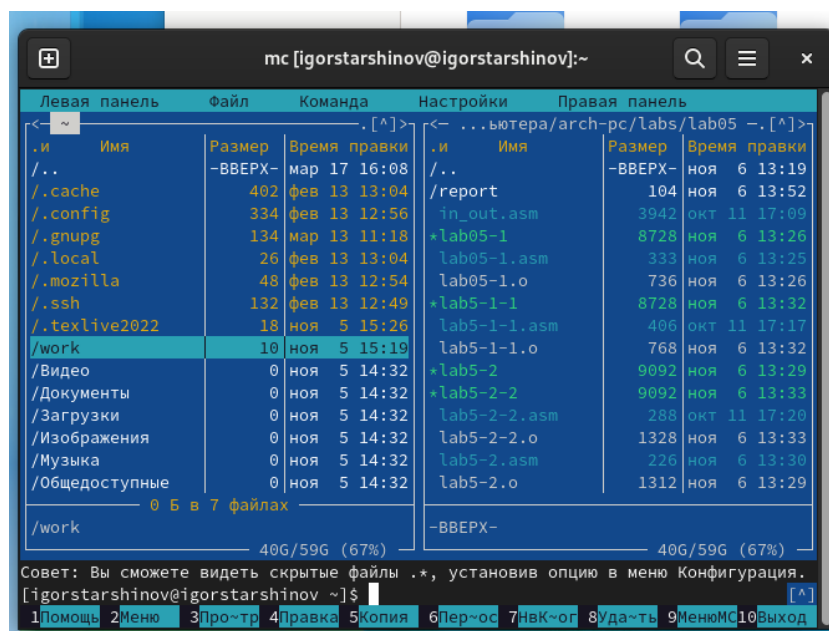 mc [igorstarshinov@igorstarshinov]:~
Левая панель Файл Команда Настройки Правая панель
<— ~ .[^]> <— ...ьютера/arch-pc/labs/lab05 —.[^]>
.и Имя Размер Время правки .и Имя Размер Время правки
/.. -ВВЕРХ- мар 17 16:08 /.. -ВВЕРХ- ноя 6 13:19
/.cache 402 фев 13 13:04 /report 104 ноя 6 13:52
/.config 334 фев 13 12:56 in_out.asm 3942 окт 11 17:09
/.gnupg 134 мар 13 11:18 *lab05-1 8728 ноя 6 13:26
/.local 26 фев 13 13:04 lab05-1.asm 333 ноя 6 13:25
/.mozilla 48 фев 13 12:54 lab05-1.o 736 ноя 6 13:26
/.ssh 132 фев 13 12:49 *lab5-1-1 8728 ноя 6 13:32
/.texlive2022 18 ноя 5 15:26 lab5-1-1.asm 406 окт 11 17:17
/work 10 ноя 5 15:19 lab5-1-1.o 768 ноя 6 13:32
/Видео 0 ноя 5 14:32 *lab5-2 9092 ноя 6 13:29
/Документы 0 ноя 5 14:32 *lab5-2-2 9092 ноя 6 13:33
/Загрузки 0 ноя 5 14:32 lab5-2-2.asm 288 окт 11 17:20
/Изображения 0 ноя 5 14:32 lab5-2-2.o 1328 ноя 6 13:33
/Музыка 0 ноя 5 14:32 lab5-2.asm 226 ноя 6 13:30
/Общедоступные 0 ноя 5 14:32 lab5-2.o 1312 ноя 6 13:29
0 Б в 7 файлах
/work -ВВЕРХ-
40G/59G (67%) 40G/59G (67%)
Совет: Вы сможете видеть скрытые файлы .*, установив опцию в меню Конфигурация.
[igorstarshinov@igorstarshinov ~]$ [^]
1Помощь 2Меню 3Про~тр 4Правка 5Копия 6Пер~ос 7НвК~ог 8Уда~ть 9МенюМС 10Выход